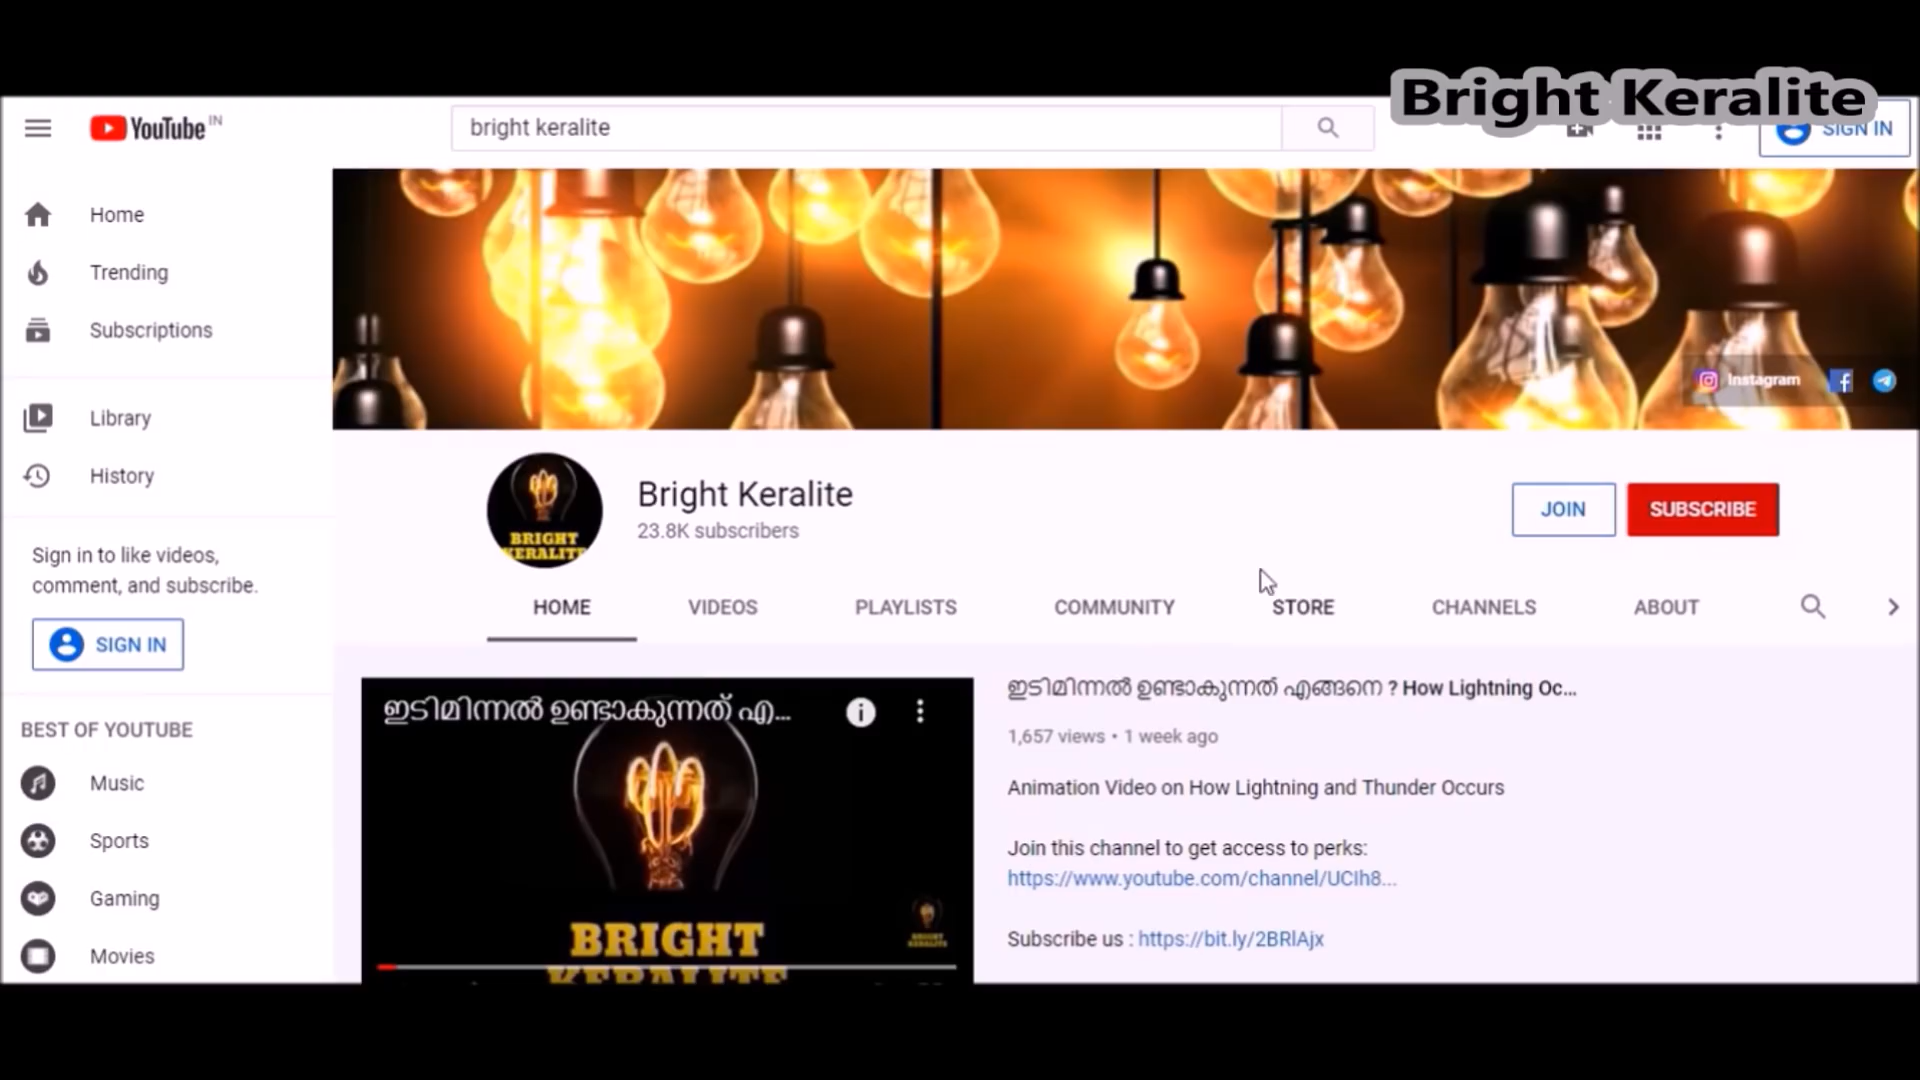 Bright Keralite
YouTube IN
bright keralite
SIGN IN
Home
Trending
Subscriptions
Library
History
Sign in to like videos,
comment, and subscribe.
SIGN IN
BEST OF YOUTUBE
Music
Sports
Gaming
Movies
Instagram
BRIGHT
KERALITE
Bright Keralite
23.8K subscribers
JOIN
SUBSCRIBE
HOME
VIDEOS
PLAYLISTS
COMMUNITY
STORE
CHANNELS
ABOUT
ഇടിമിന്നൽ ഉണ്ടാകുന്നത് എ...
BRIGHT
KERALITE
BRIGHT
KERALITE
ഇടിമിന്നൽ ഉണ്ടാകുന്നത് എങ്ങനെ ? How Lightning Oc...
1,657 views • 1 week ago
Animation Video on How Lightning and Thunder Occurs
Join this channel to get access to perks:
https://www.youtube.com/channel/UCIh8...
Subscribe us : https://bit.ly/2BRlAjx